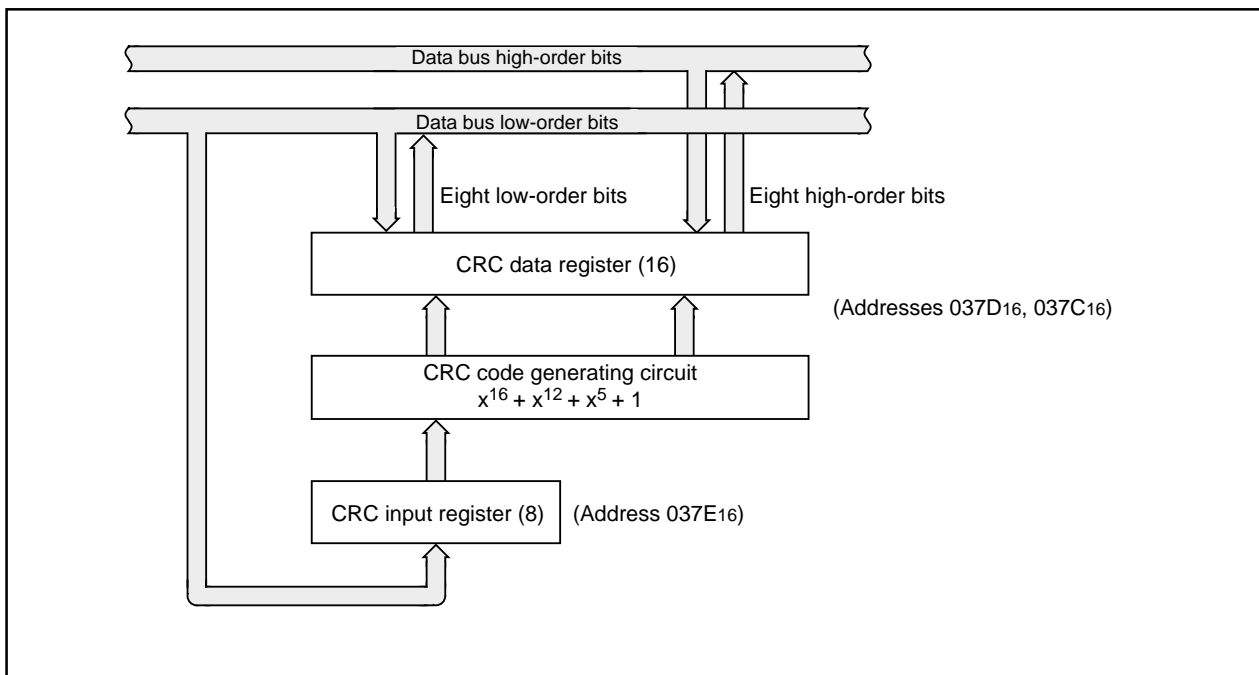 Data bus high-order bits
Data bus low-order bits
Eight low-order bits
Eight high-order bits
CRC data register (16)
(Addresses 037D16, 037C16)
CRC code generating circuit
x16 + x12 + x5 + 1
CRC input register (8)
(Address 037E16)